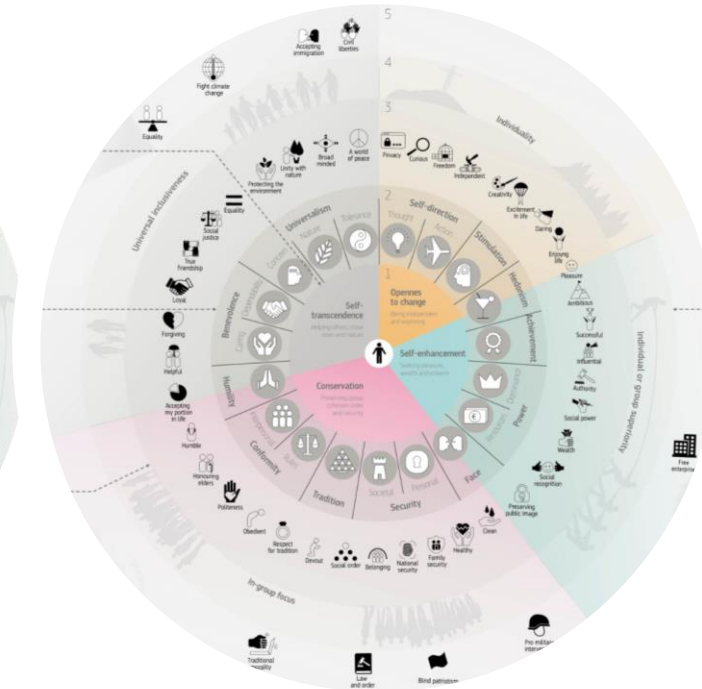 5
4
3
2
1
Accepting
immigration
Civil
liberties
Fight climate
change
Equality
Universal inclusiveness
Protecting the
environment
Unity with
nature
Broad
minded
A world
of peace
Equality
Social
justice
True
friendship
Loyal
Forgiving
Helpful
Accepting
my portion
in life
Humble
Honouring
elders
Politeness
Obedient
Respect
for tradition
Devout
Social order
Belonging
National
security
Family
security
Healthy
Clean
Preserving
public image
Social
recognition
Wealth
Social power
Authority
Influential
Successful
Ambitious
Pleasure
Enjoying
life
Daring
Excitement
in life
Creativity
Independent
Freedom
Curious
Privacy
Individuality
Individual or group superiority
In-group focus
Free
enterprise
Law
and order
Blind patriotism
Traditional
Universalism
Tolerance
Nature
Concern
Benevolence
Dependability
Caring
Humility
Conformity
Interpersonal
Rules
Tradition
Security
Societal
Personal
Face
Power
Resources
Dominance
Achievement
Hedonism
Stimulation
Self-direction
Thought
Action
Self-
transcendence
Opennes
to change
Self-enhancement
Conservation